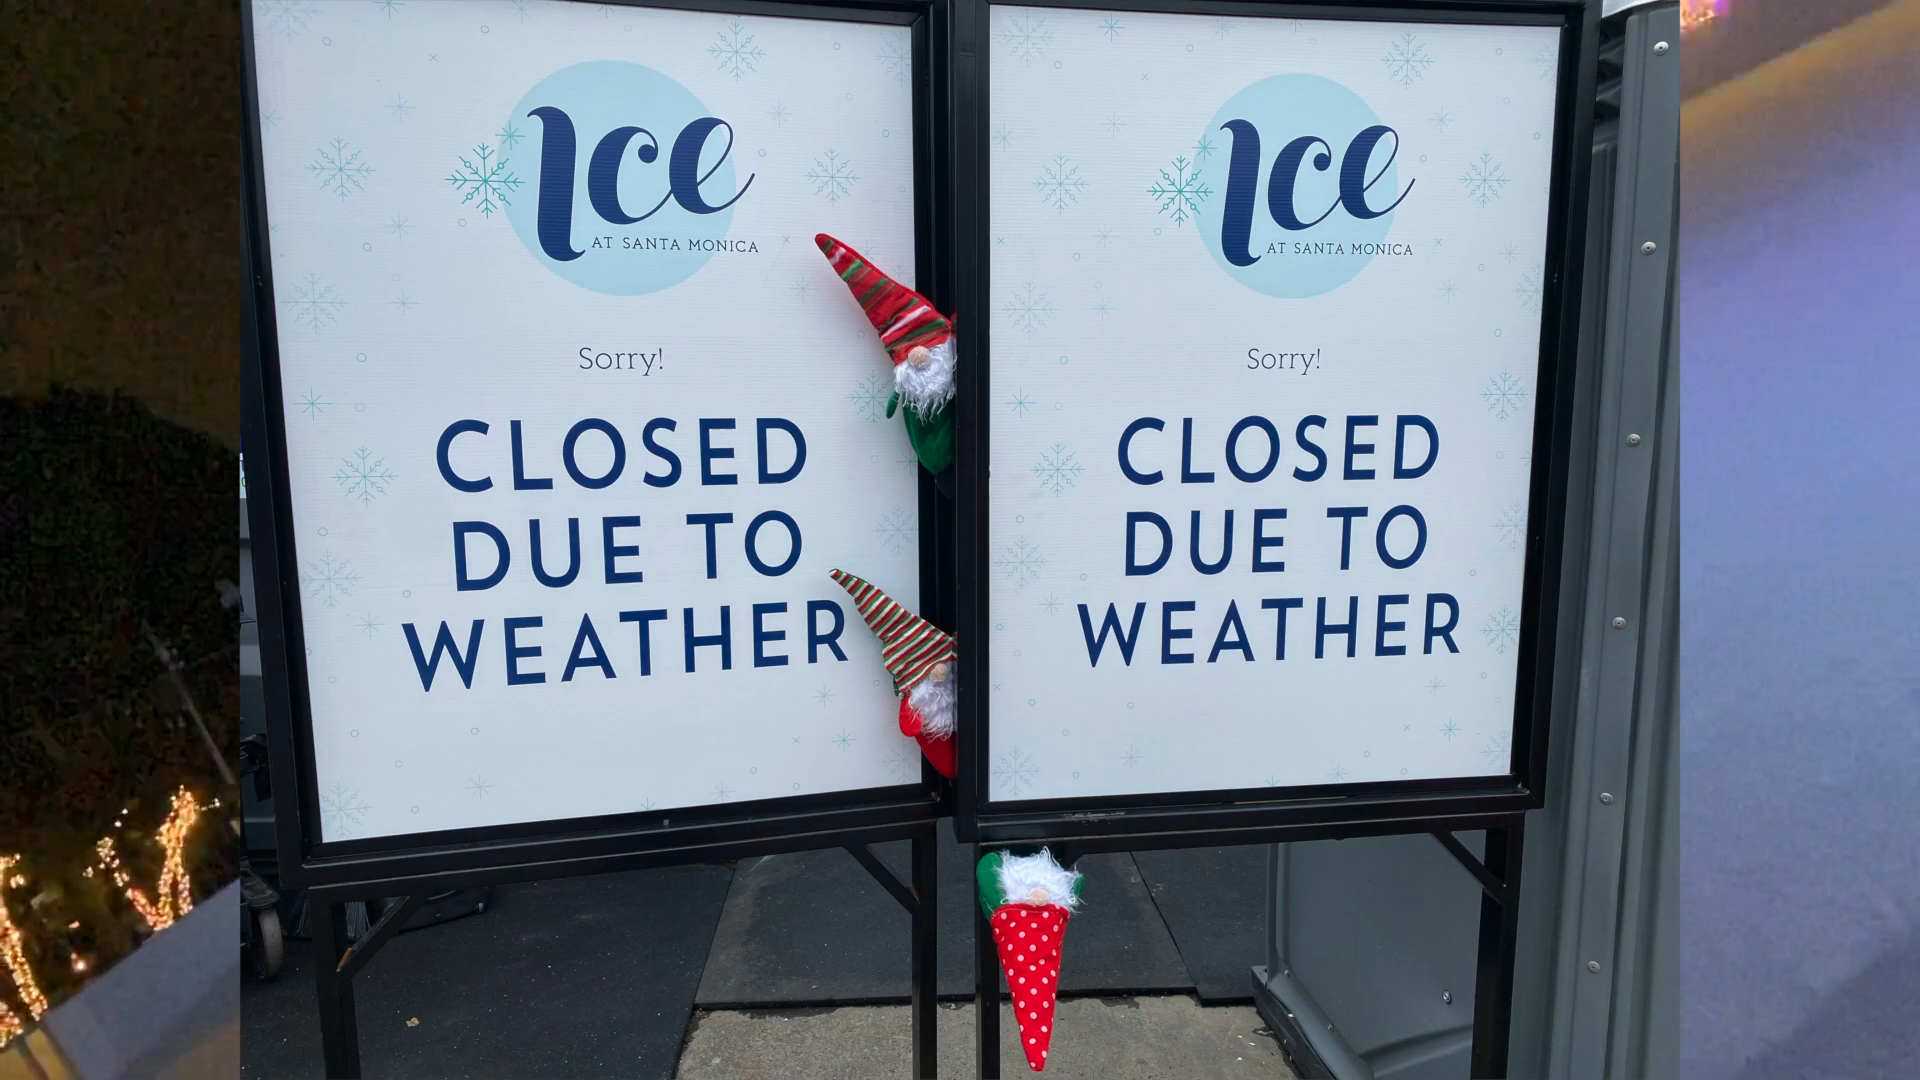 Ice
AT SANTA MONICA
Sorry!
CLOSED
DUE TO
WEATHER
Ice
AT SANTA MONICA
Sorry!
CLOSED
DUE TO
WEATHER